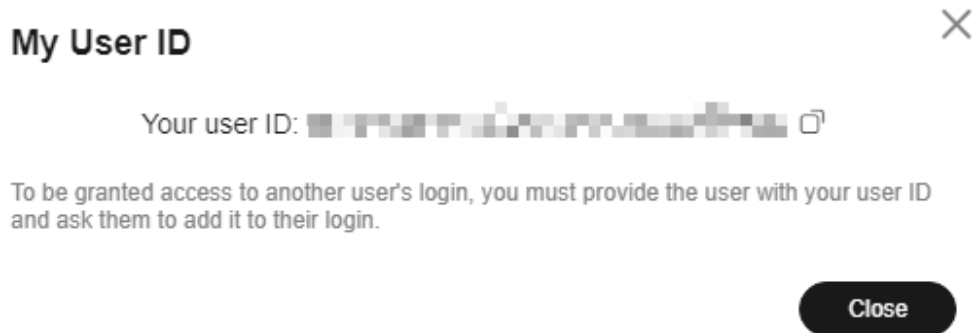 My User ID
Your user ID:
To be granted access to another user's login, you must provide the user with your user ID
and ask them to add it to their login.
Close